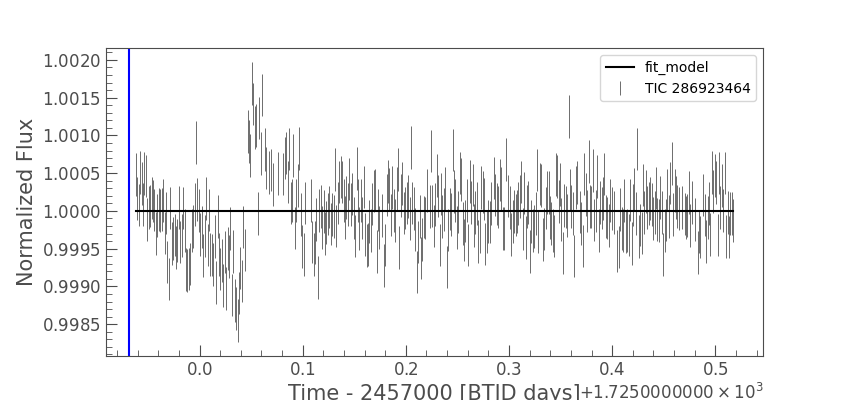 fit_model
TIC 286923464
Normalized Flux
1.0020
1.0015
1.0010
1.0005
1.0000
0.9995
0.9990
0.9985
0.0 0.1 0.2 0.3 0.4 0.5
Time - 2457000 [BTJD days]
+1.7250000000 × 10³